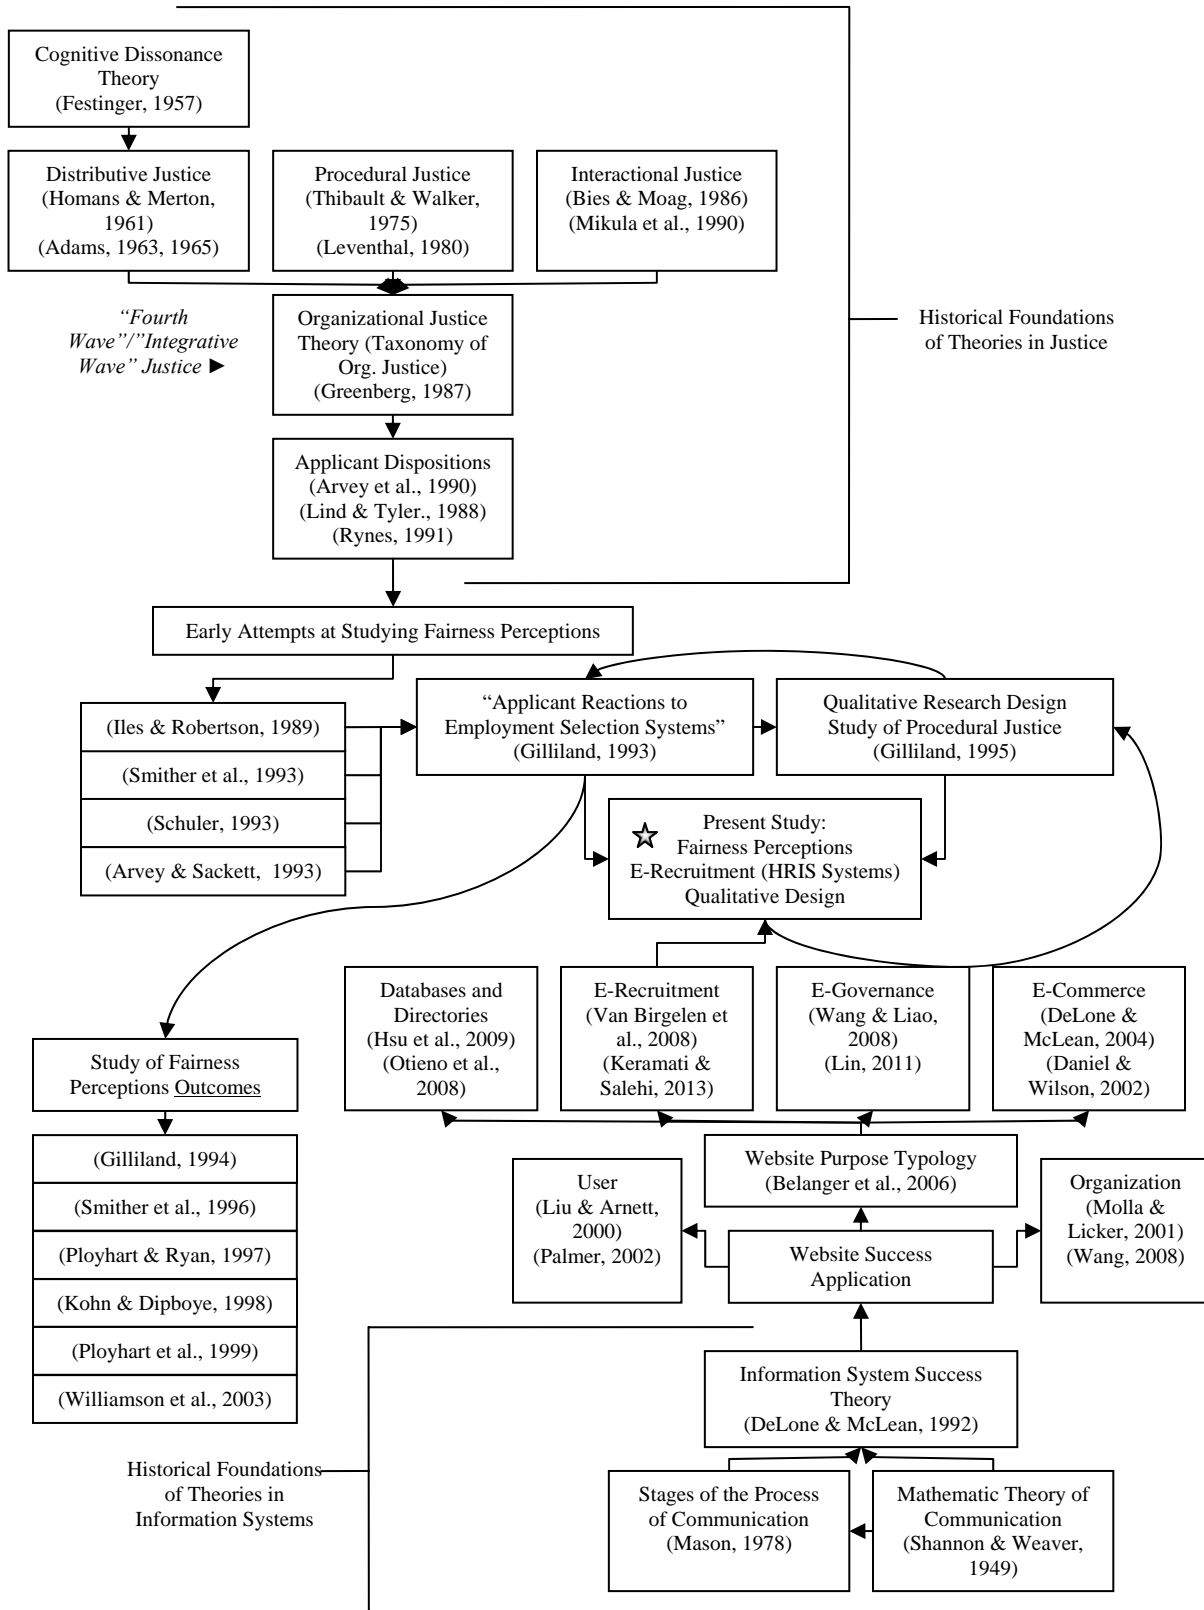 Cognitive Dissonance
Theory
(Festinger, 1957)
Distributive Justice
(Homans & Merton,
1961)
Adams, 1963, 1965)
Procedural Justice
(Thibault & Walker,
1975)
Leventhal, 1980)
Interactional Justice
(Bies & Moag, 1986)
(Mikula et al., 1990)
“Fourth
Wave”/”Integrative
Wave” Justice ►
Organizational Justice
Theory (Taxonomy of
Org. Justice)
(Greenberg, 1987)
Historical Foundations
of Theories in Justice
Applicant Dispositions
(Arvey et al., 1990)
(Lind & Tyler., 1988)
(Rynes, 1991)
Early Attempts at Studying Fairness Perceptions
(Iles & Robertson, 1989)
(Smither et al., 1993)
(Schuler, 1993)
(Arvey & Sackett, 1993)
“Applicant Reactions to
Employment Selection Systems”
(Gilliland, 1993)
Qualitative Research Design
Study of Procedural Justice
(Gilliland, 1995)
Present Study:
Fairness Perceptions
E-Recruitment (HRIS Systems)
Qualitative Design
Databases and
Directories
(Hsu et al., 2009)
(Otieno et al.,
2008)
E-Recruitment
(Van Birgelen et
al., 2008)
(Keramati &
Salehi, 2013)
E-Governance
(Wang & Liao,
2008)
Lin, 2011)
E-Commerce
(DeLone &
McLean, 2004)
(Daniel &
Wilson, 2002)
Study of Fairness
Perceptions Outcomes
(Gilliland, 1994)
(Smither et al., 1996)
(Ployhart & Ryan, 1997)
(Kohn & Dipboye, 1998)
(Ployhart et al., 1999)
(Williamson et al., 2003)
Website Purpose Typology
(Belanger et al., 2006)
User
(Liu & Arnett,
2000)
(Palmer, 2002)
Website Success
Application
Organization
(Molla &
Licker, 2001)
(Wang, 2008)
Information System Success
Theory
(DeLone & McLean, 1992)
Historical Foundations
of Theories in
Information Systems
Stages of the Process
of Communication
(Mason, 1978)
Mathematic Theory of
Communication
(Shannon & Weaver,
1949)